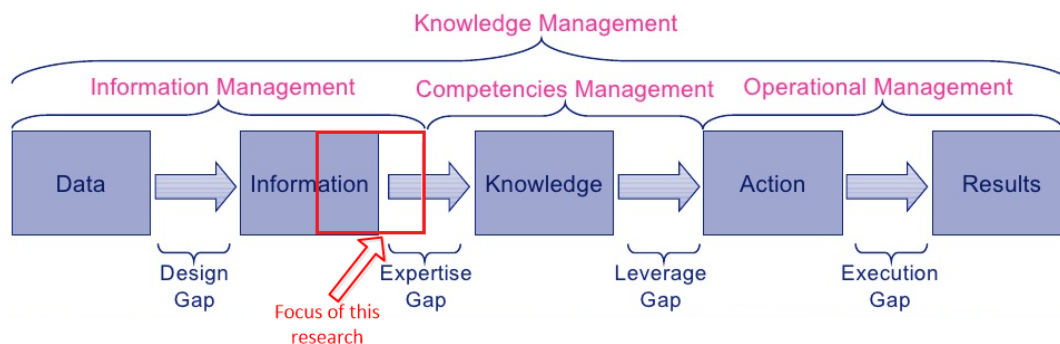 Knowledge Management
Information Management
Competencies Management
Operational Management
Data
Information
Knowledge
Action
Results
Design
Gap
Expertise
Gap
Leverage
Gap
Execution
Gap
Focus of this
research